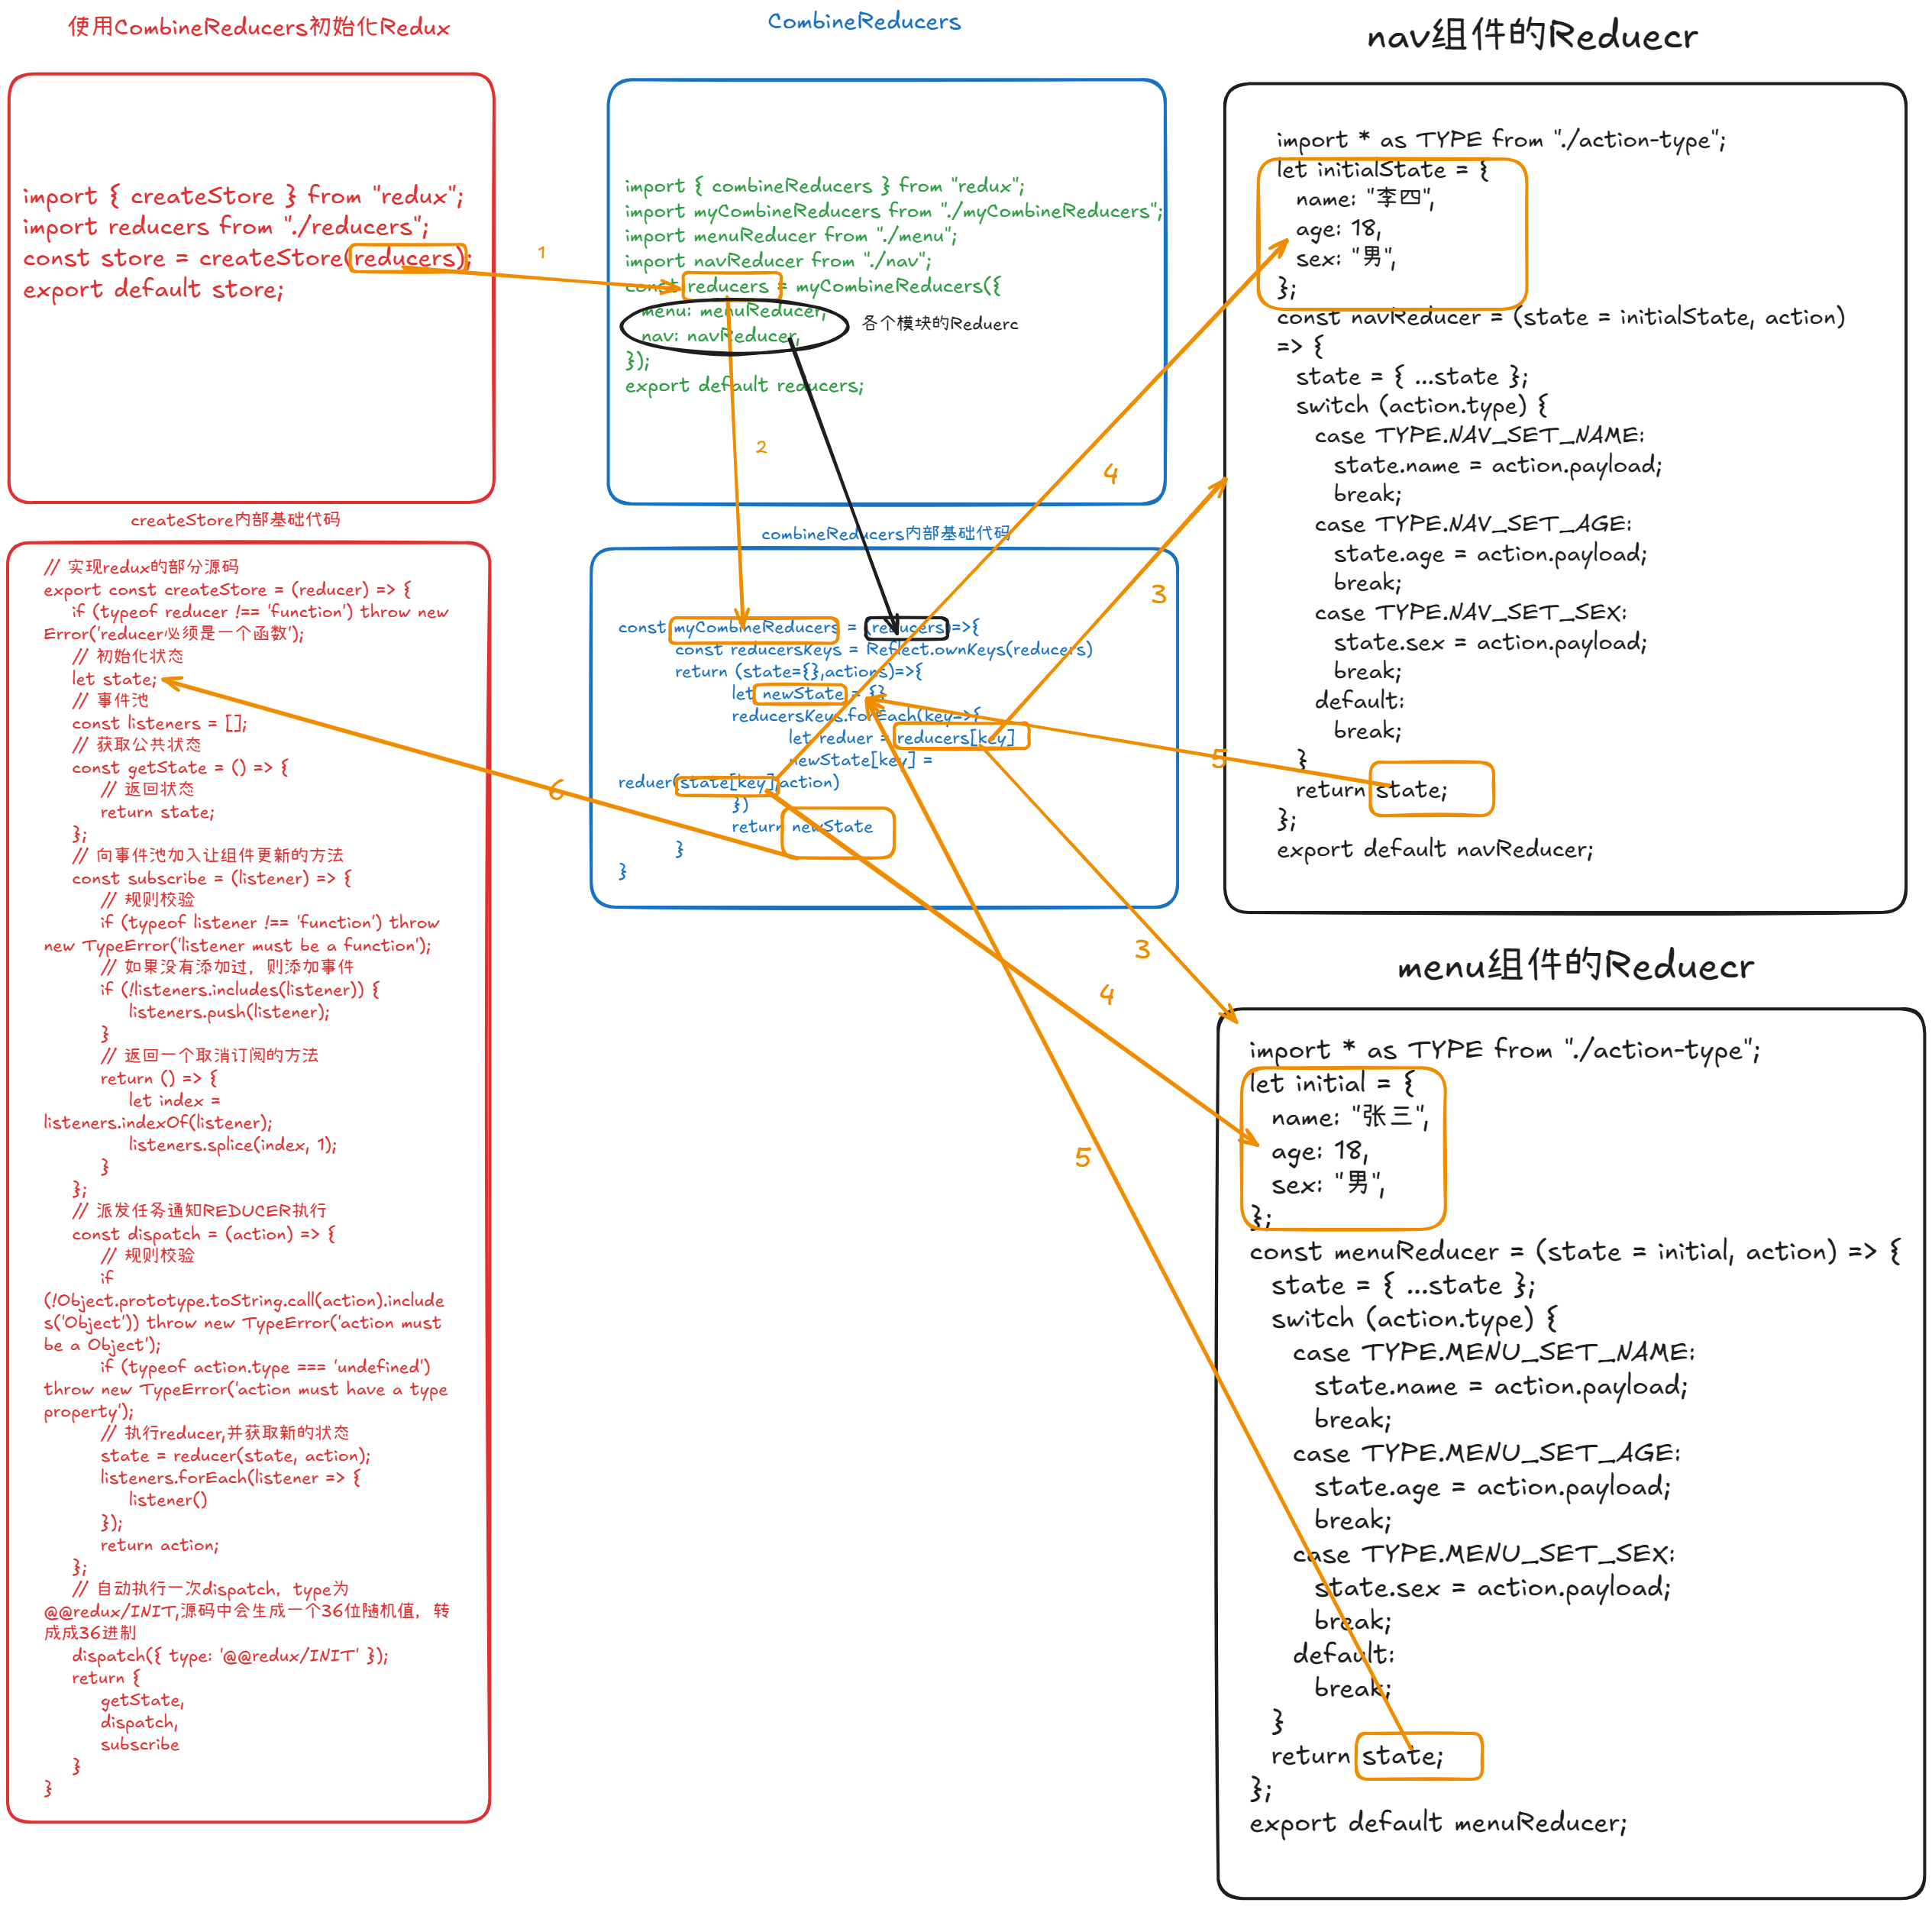 使用CombineReducers初始化Redux
import { createStore } from "redux";
import reducers from "./reducers";
const store = createStore(reducers);
export default store;
1
CombineReducers
import { combineReducers } from "redux";
import myCombineReducers from "./myCombineReducers";
import menuReducer from "./menu";
import navReducer from "./nav";
const reducers = myCombineReducers({
menu: menuReducer,
nav: navReducer,
});
export default reducers;
各个模块的Reduerc
2
createStore内部基础代码
// 实现redux的部分源码
export const createStore = (reducer) => {
if (typeof reducer !== 'function') throw new
Error('reducer必须是一个函数');
// 初始化状态
let state;
// 事件池
const listeners = [];
// 获取公共状态
const getState = () => {
// 返回状态
return state;
};
// 向事件池加入让组件更新的方法
const subscribe = (listener) => {
// 规则校验
if (typeof listener !== 'function') throw
new TypeError('listener must be a function');
// 如果没有添加过，则添加事件
if (!listeners.includes(listener)) {
listeners.push(listener);
}
// 返回一个取消订阅的方法
return () => {
let index =
listeners.indexOf(listener);
listeners.splice(index, 1);
}
};
// 派发任务通知REDUCER执行
const dispatch = (action) => {
// 规则校验
if
(!Object.prototype.toString.call(action).include
s('Object')) throw new TypeError('action must
be a Object');
if (typeof action.type === 'undefined')
throw new TypeError('action must have a type
property');
// 执行reducer,并获取新的状态
state = reducer(state, action);
listeners.forEach(listener => {
listener()
});
return action;
};
// 自动执行一次dispatch，type为
@@redux/INIT,源码中会生成一个36位随机值，转
成成36进制
dispatch({ type: '@@redux/INIT' });
return {
getState,
dispatch,
subscribe
}
}
6
combineReducers内部基础代码
const myCombineReducers = (reducers)=>{
const reducersKeys = Reflect.ownKeys(reducers)
return (state={},actions)=>{
let newState = {}
reducersKeys.forEach(key=>{
let reduer = reducers[key]
newState[key] =
reduer(state[key],action)
})
return newState
}
}
4
3
5
3
4
5
nav组件的Reduecr
import * as TYPE from "./action-type";
let initialState = {
name: "李四",
age: 18,
sex: "男",
};
const navReducer = (state = initialState, action)
=> {
state = { ...state };
switch (action.type) {
case TYPE.NAV_SET_NAME:
state.name = action.payload;
break;
case TYPE.NAV_SET_AGE:
state.age = action.payload;
break;
case TYPE.NAV_SET_SEX:
state.sex = action.payload;
break;
default:
break;
}
return state;
};
export default navReducer;
menu组件的Reduecr
import * as TYPE from "./action-type";
let initial = {
name: "张三",
age: 18,
sex: "男",
};
const menuReducer = (state = initial, action) => {
state = { ...state };
switch (action.type) {
case TYPE.MENU_SET_NAME:
state.name = action.payload;
break;
case TYPE.MENU_SET_AGE:
state.age = action.payload;
break;
case TYPE.MENU_SET_SEX:
state.sex = action.payload;
break;
default:
break;
}
return state;
};
export default menuReducer;